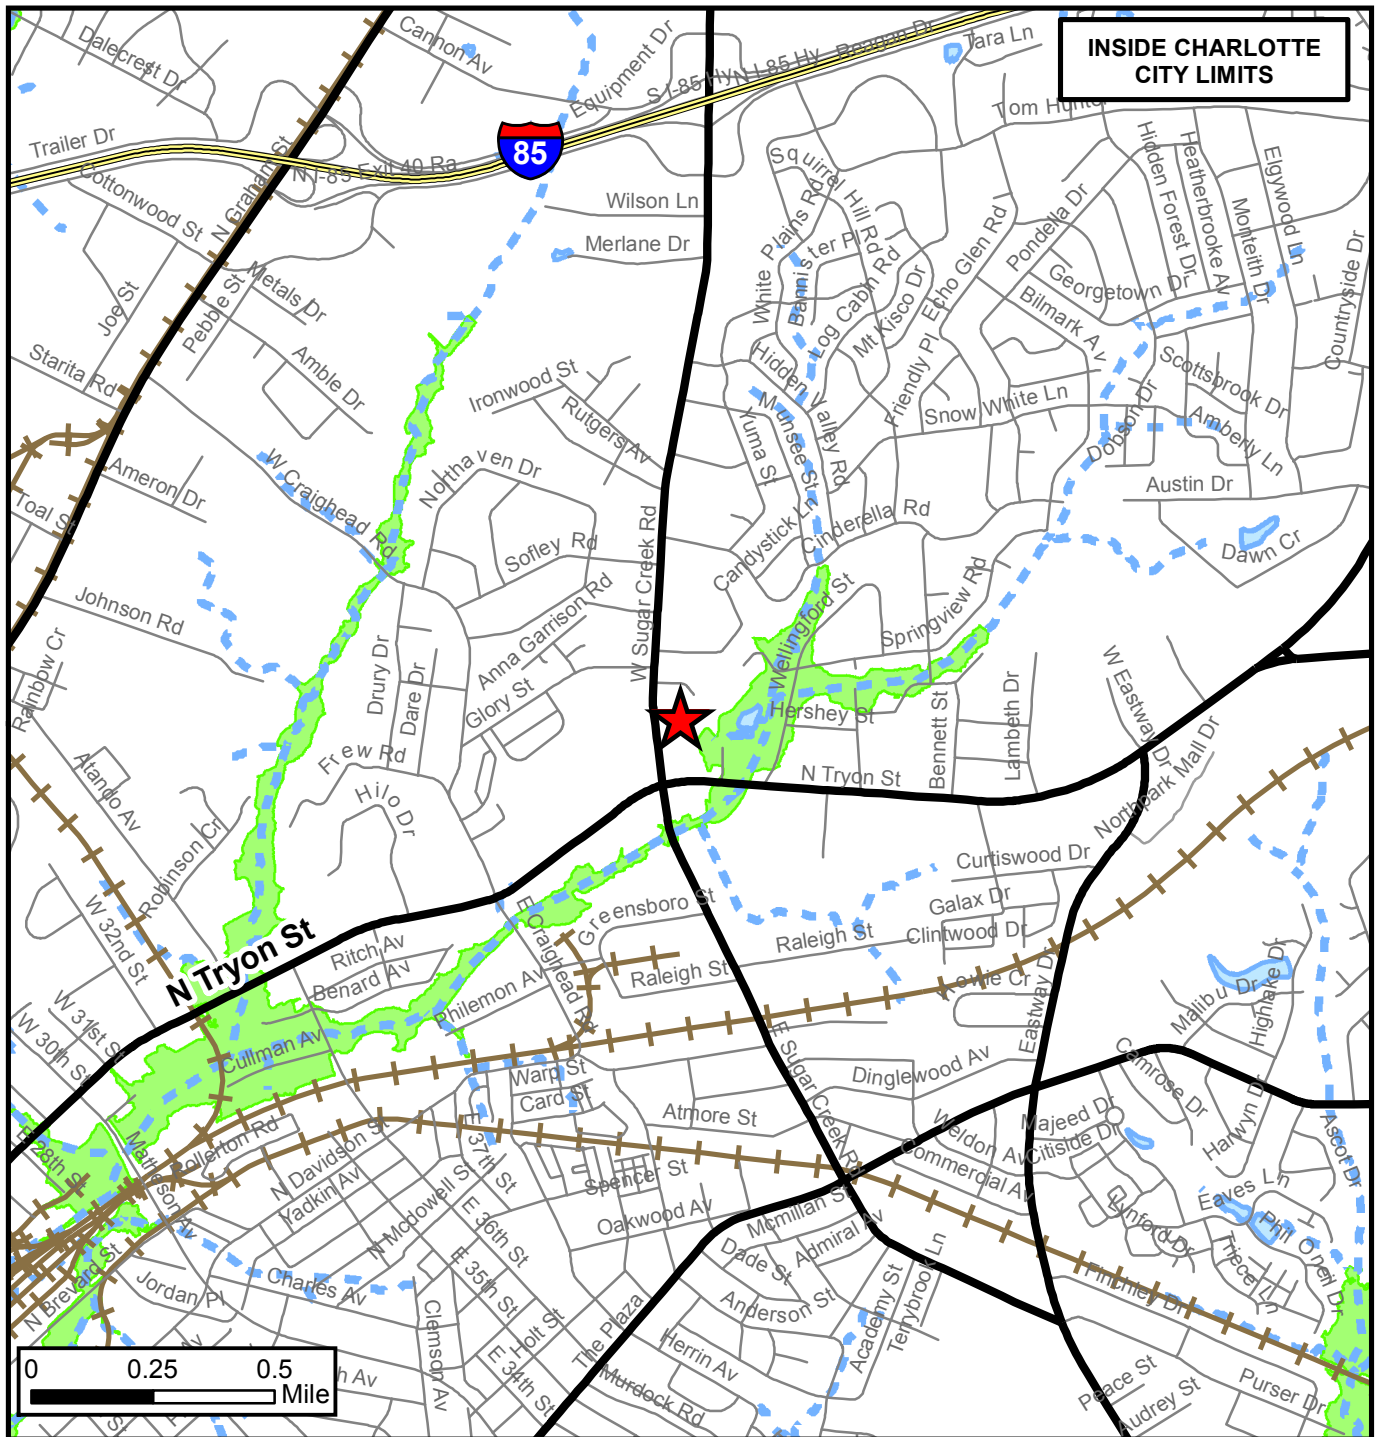 INSIDE CHARLOTTE
CITY LIMITS
Dalecrest Dr
Cannon Av
Equipment Dr
S I-85 Hy
N I-85 Hy
Reagan Dr
Tara Ln
Tom Hunter
Trailer Dr
N I-85 Exit 40 Ra
85
N Graham St
Cottonwood St
Wilson Ln
Merlane Dr
Squirrel Hill Rd
White Plains Rd
Bannister Pl
Log Cabin Rd
Mt Kisco Dr
Echo Glen Rd
Pondella Dr
Hidden Forest Dr
Heatherbrooke Av
Elgywood Ln
Monteith Dr
Georgetown Dr
Bilmark Av
Countryside Dr
Joe St
Pebble St
Metals Dr
Starita Rd
Amble Dr
Ironwood St
Rutgers Av
Hidden Valley Rd
Friendly Pl
Snow White Ln
Scottsbrook Dr
Dobson Dr
Amberly Ln
Munsee St
Yuma St
Austin Dr
Dawn Cr
W Craighead Rd
Northaven Dr
Ameron Dr
Toal St
Sofley Rd
W Sugar Creek Rd
Candystick Ln
Cinderella Rd
Wellingford St
Springview Rd
Johnson Rd
Rainbow Cr
Anna Garrison Rd
Glory St
Drury Dr
Dare Dr
Frew Rd
Hilo Dr
Hershey St
Bennett St
Lambeth Dr
W Eastway Dr
Northpark Mall Dr
N Tryon St
Atando Av
Robinson Cr
W 32nd St
Curtiswood Dr
Galax Dr
Clintwood Dr
Raleigh St
Greensboro St
E Craighead Rd
N Tryon St
Ritch Av
Benard Av
Philemon Av
Raleigh St
Eastway Dr
Malibu Dr
Highlake Dr
W 31st St
W 30th St
Cullman Av
Warp St
Card St
Atmore St
E Sugar Creek Rd
Dinglewood Av
Camrose Dr
Weldon Av
Majeed Dr
Citiside Dr
Commercial Av
Harwyn Dr
Ascot Dr
E 28th St
Matheson Av
Rollerton Rd
N Davidson St
Yadkin Av
N Mcdowell St
E 37th St
E 36th St
E 35th St
Spencer St
Oakwood Av
Mcmillan St
Admiral Av
Dade St
Anderson St
Academy St
Terrybrook Ln
Lynford Dr
Eaves Ln
Phil Oneil Dr
Triece Ln
Finchley Dr
N Brevard St
Jordan Pl
Charles Av
Clemson Av
Holt St
E 34th St
The Plaza
Herrin Av
Murdock Rd
Peace St
Audrey St
Purser Dr
0 0.25 0.5
Mile